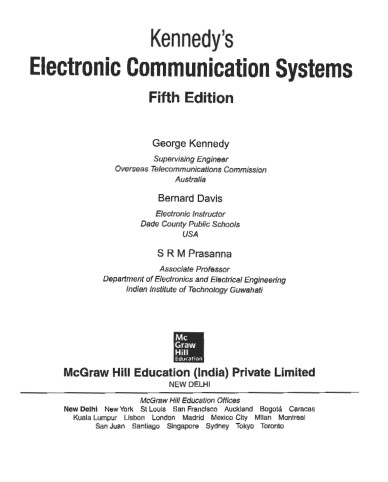 Kennedy's
Electronic Communication Systems
Fifth Edition
George Kennedy
Supervising Engineer
Overseas Telecommunications Commission
Australia
Bernard Davis
Electronic Instructor
Dade County Public Schools
USA
S R M Prasanna
Associate Professor
Department of Electronics and Electrical Engineering
Indian Institute of Technology Guwahati
Mc
Graw
Hill
Education
McGraw Hill Education (India) Private Limited
NEW DELHI
McGraw Hill Education Offices
New Delhi New York St Louis San Francisco Auckland Bogotá Caracas
Kuala Lumpur Lisbon London Madrid Mexico City Milan Montreal
San Juan Santiago Singapore Sydney Tokyo Toronto